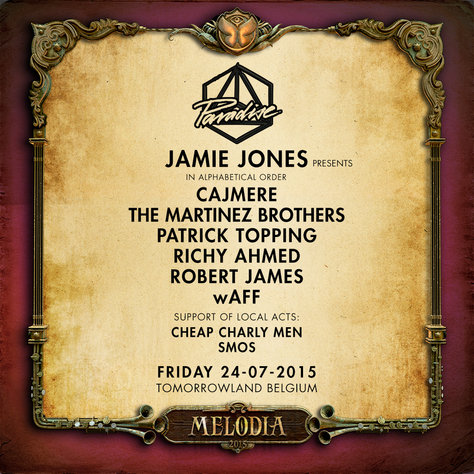 Paradise
JAMIE JONES PRESENTS
IN ALPHABETICAL ORDER
CAJMERE
THE MARTINEZ BROTHERS
PATRICK TOPPING
RICHY AHMED
ROBERT JAMES
wAFF
SUPPORT OF LOCAL ACTS:
CHEAP CHARLY MEN
SMOS
FRIDAY 24-07-2015
TOMORROWLAND BELGIUM
MELODIA
2015